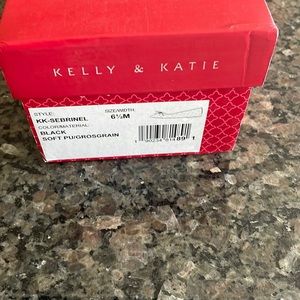 KELLY & KATIE
STYLE: SIZE/WIDTH:
KK-SEBRINEL 6½M
COLOR/MATERIAL:
BLACK
SOFT PU/GROSGRAIN